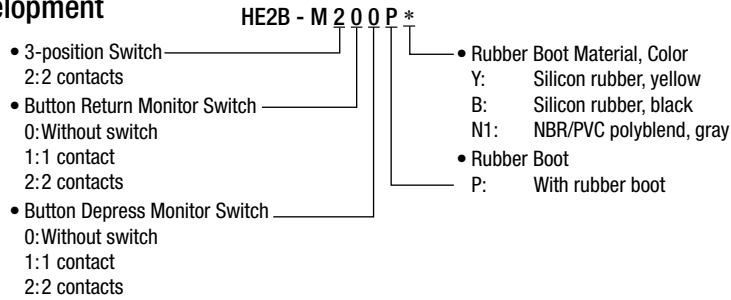 HE2B - M 2 0 0 P *
• 3-position Switch
2: 2 contacts
• Button Return Monitor Switch
0: Without switch
1: 1 contact
2: 2 contacts
• Button Depress Monitor Switch
0: Without switch
1: 1 contact
2: 2 contacts
• Rubber Boot Material, Color
Y: Silicon rubber, yellow
B: Silicon rubber, black
N1: NBR/PVC polyblend, gray
• Rubber Boot
P: With rubber boot